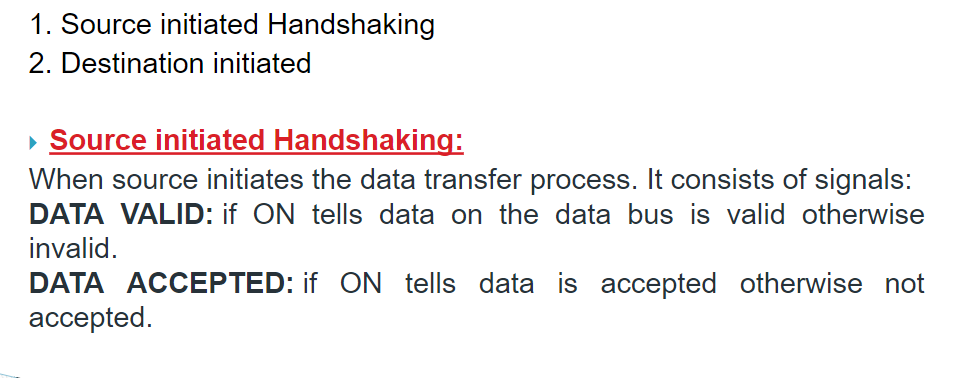 1. Source initiated Handshaking
2. Destination initiated
Source initiated Handshaking:
When source initiates the data transfer process. It consists of signals:
DATA VALID: if ON tells data on the data bus is valid otherwise
invalid.
DATA ACCEPTED: if ON tells data is accepted otherwise not
accepted.